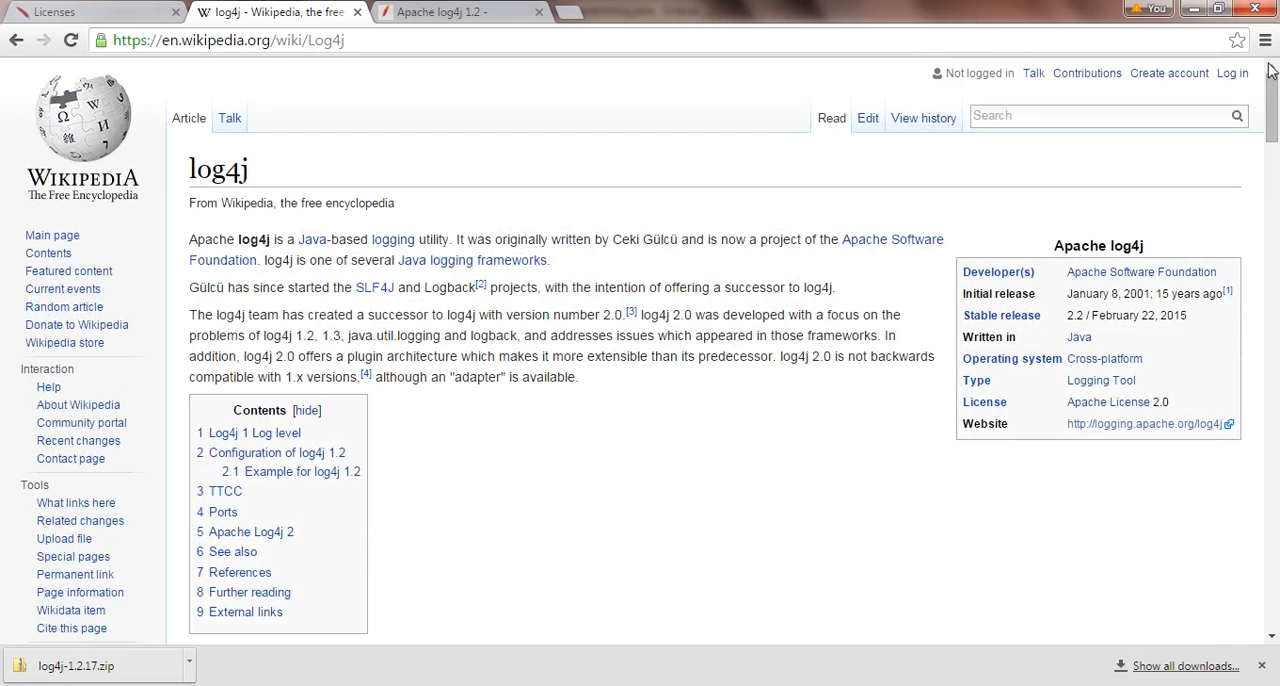 Licenses
log4j - Wikipedia, the free
Apache log4j 1.2 -
You
https://en.wikipedia.org/wiki/Log4j
Not logged in Talk Contributions Create account Log in
Article Talk
Read Edit View history
Search
WIKIPEDIA
The Free Encyclopedia
Main page
Contents
Featured content
Current events
Random article
Donate to Wikipedia
Wikipedia store
Interaction
Help
About Wikipedia
Community portal
Recent changes
Contact page
Tools
What links here
Related changes
Upload file
Special pages
Permanent link
Page information
Wikidata item
Cite this page
log4j
From Wikipedia, the free encyclopedia
Apache log4j is a Java-based logging utility. It was originally written by Ceki Gülcü and is now a project of the Apache Software
Foundation. log4j is one of several Java logging frameworks.
Gülcü has since started the SLF4J and Logback[2] projects, with the intention of offering a successor to log4j.
The log4j team has created a successor to log4j with version number 2.0.[3] log4j 2.0 was developed with a focus on the
problems of log4j 1.2, 1.3, java.util.logging and logback, and addresses issues which appeared in those frameworks. In
addition, log4j 2.0 offers a plugin architecture which makes it more extensible than its predecessor. log4j 2.0 is not backwards
compatible with 1.x versions,[4] although an "adapter" is available.
Contents [hide]
1 Log4j 1 Log level
2 Configuration of log4j 1.2
2.1 Example for log4j 1.2
3 TTCC
4 Ports
5 Apache Log4j 2
6 See also
7 References
8 Further reading
9 External links
Apache log4j
Developer(s) Apache Software Foundation
Initial release January 8, 2001; 15 years ago[1]
Stable release 2.2 / February 22, 2015
Written in Java
Operating system Cross-platform
Type Logging Tool
License Apache License 2.0
Website http://logging.apache.org/log4j
log4j-1.2.17.zip
Show all downloads...